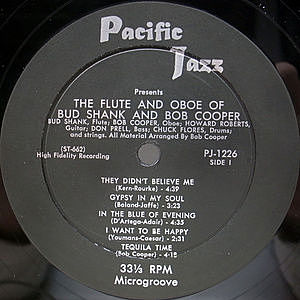 Pacific
Jazz
Presents
THE FLUTE AND OBOE OF
BUD SHANK AND BOB COOPER
BUD SHANK, Flute; BOB COOPER, Oboe; HOWARD ROBERTS,
Guitar; DON PRELL, Bass; CHUCK FLORES, Drums;
and strings. All Material Arranged by Bob Cooper
(ST-662)
High Fidelity Recording
PJ-1226
SIDE 1
THEY DIDN'T BELIEVE ME
(Kern-Rourke) - 4:39
GYPSY IN MY SOUL
(Boland-Jaffe) - 3:23
IN THE BLUE OF EVENING
(D'Artega-Adair) - 4:35
I WANT TO BE HAPPY
(Youmans-Caesar) - 2:31
TEQUILA TIME
(Bob Cooper) - 4:18
33⅓ RPM
Microgroove